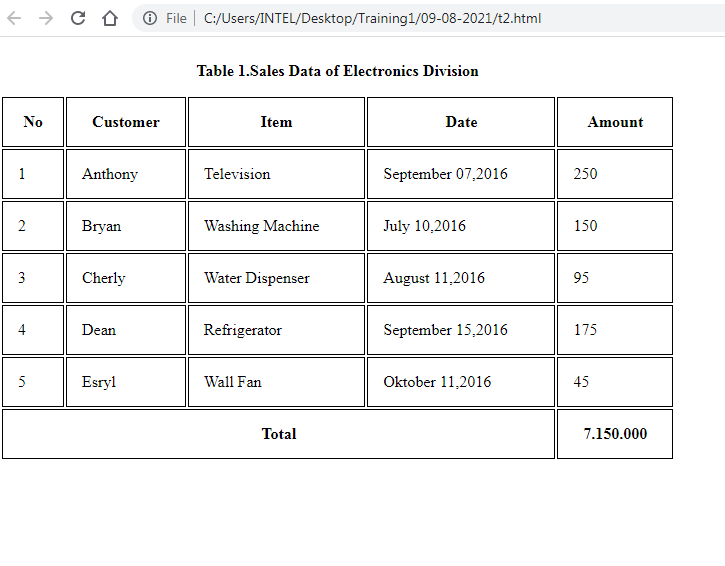 File | C:/Users/INTEL/Desktop/Training1/09-08-2021/t2.html
Table 1.Sales Data of Electronics Division
No Customer Item Date Amount
1 Anthony Television September 07,2016 250
2 Bryan Washing Machine July 10,2016 150
3 Cherly Water Dispenser August 11,2016 95
4 Dean Refrigerator September 15,2016 175
5 Esryl Wall Fan Oktober 11,2016 45
Total 7.150.000